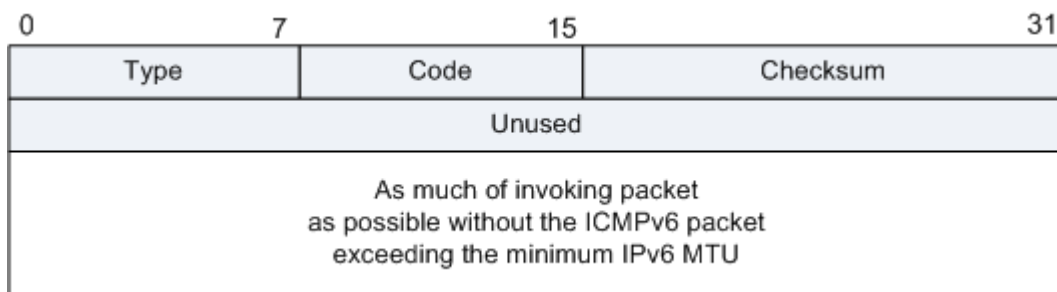 0 7 15 31
Type Code Checksum
Unused
As much of invoking packet
as possible without the ICMPv6 packet
exceeding the minimum IPv6 MTU